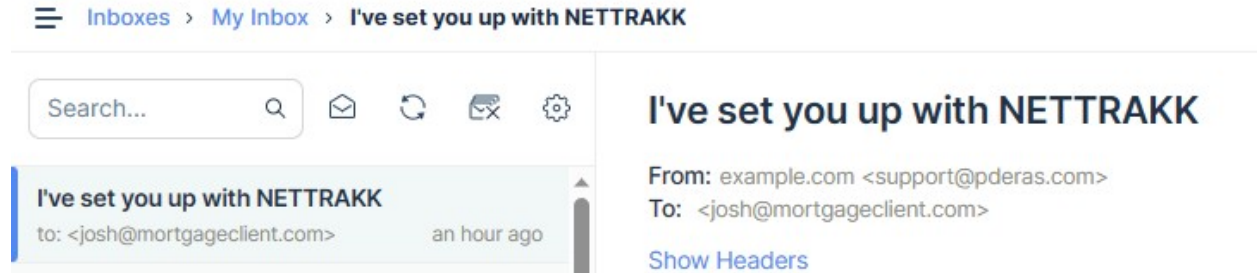 Inboxes > My Inbox > I've set you up with NETTRAKK
Search...
I've set you up with NETTRAKK
to: <josh@mortgageclient.com> an hour ago
I've set you up with NETTRAKK
From: example.com <support@pderas.com>
To: <josh@mortgageclient.com>
Show Headers